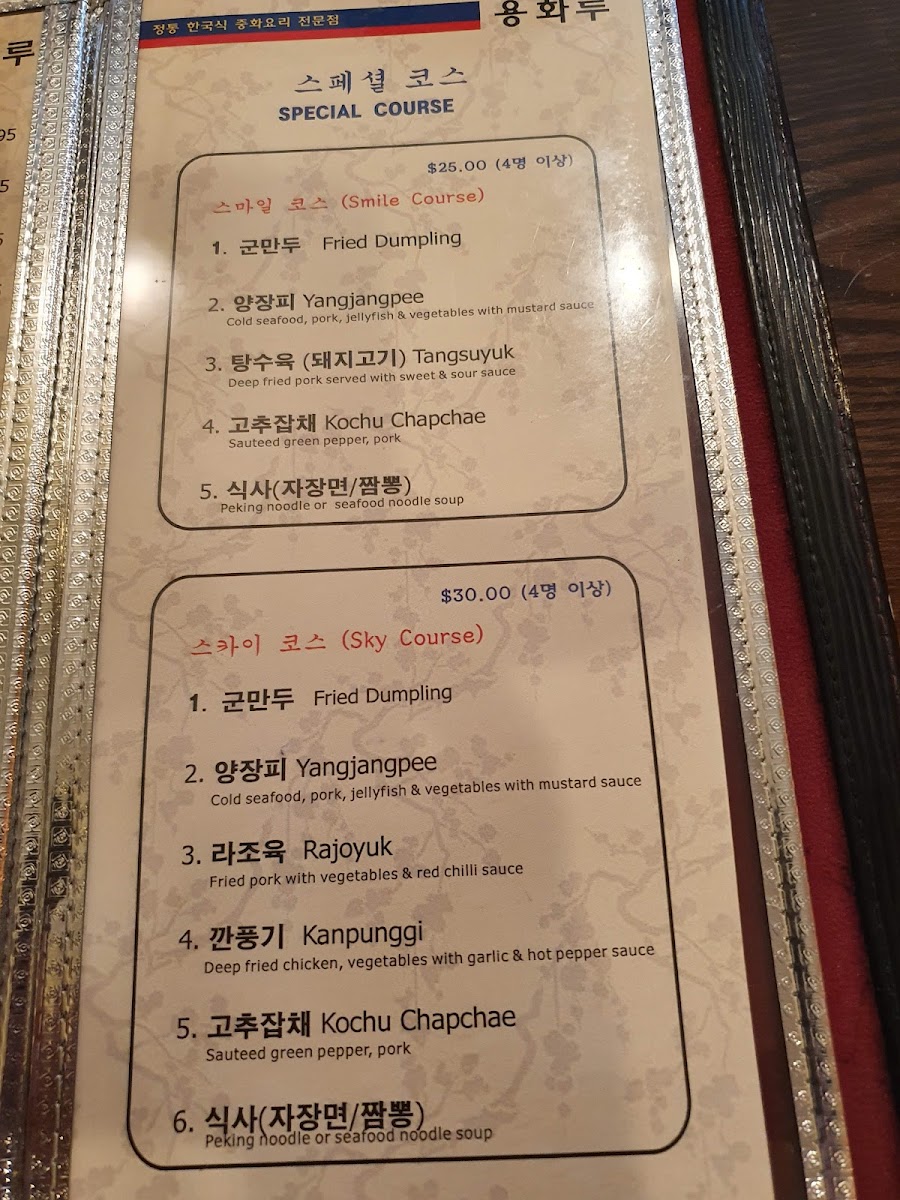 루
95
5
정통 한국식 중화요리 전문점
용화루
스페셜 코스
SPECIAL COURSE
$25.00 (4명 이상)
스마일 코스 (Smile Course)
1. 군만두 Fried Dumpling
2. 양장피 Yangjangpee
Cold seafood, pork, jellyfish & vegetables with mustard sauce
3. 탕수육 (돼지고기) Tangsuyuk
Deep fried pork served with sweet & sour sauce
4. 고추잡채 Kochu Chapchae
Sauteed green pepper, pork
5. 식사(자장면/짬뽕)
Peking noodle or seafood noodle soup
$30.00 (4명 이상)
스카이 코스 (Sky Course)
1. 군만두 Fried Dumpling
2. 양장피 Yangjangpee
Cold seafood, pork, jellyfish & vegetables with mustard sauce
3. 라조육 Rajoyuk
Fried pork with vegetables & red chilli sauce
4. 깐풍기 Kanpunggi
Deep fried chicken, vegetables with garlic & hot pepper sauce
5. 고추잡채 Kochu Chapchae
Sauteed green pepper, pork
6. 식사(자장면/짬뽕)
Peking noodle or seafood noodle soup